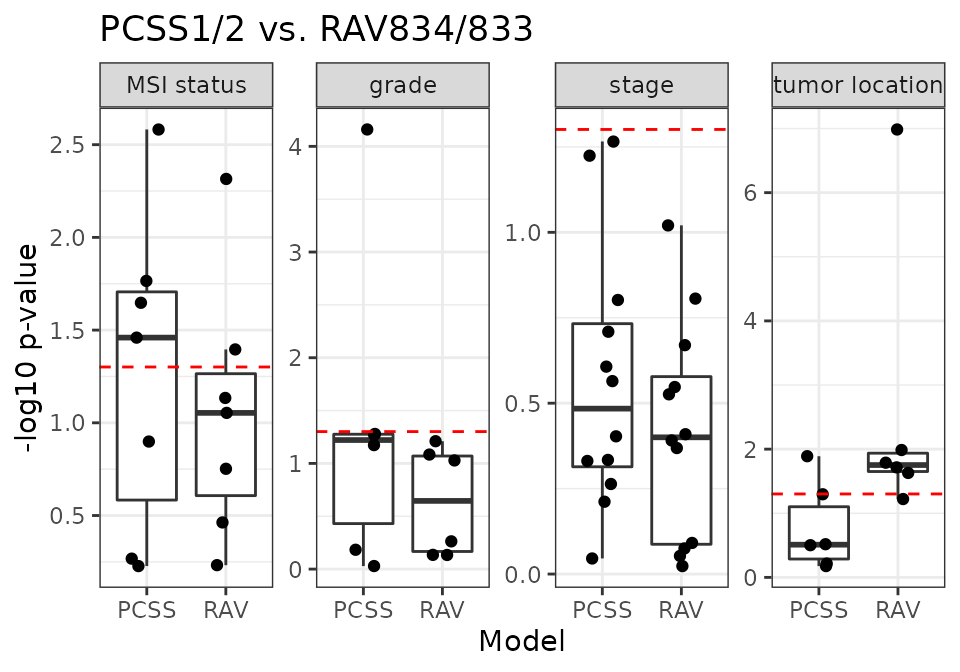 PCSS1/2 vs. RAV834/833
MSI status
grade
stage
tumor location
-log10 p-value
2.5
2.0
1.5
1.0
0.5
4
3
2
1
0
1.0
0.5
0.0
6
4
2
0
PCSS RAV
PCSS RAV
PCSS RAV
PCSS RAV
Model